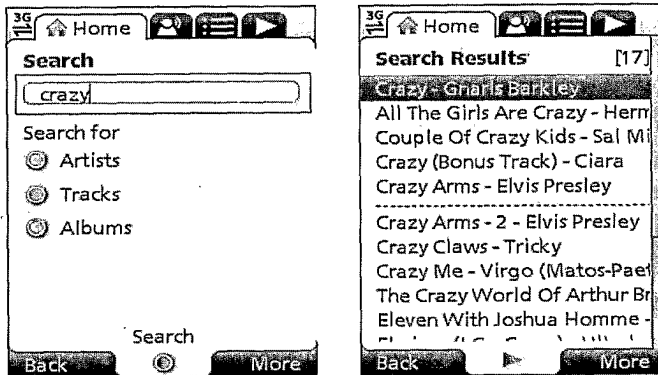 3G
Home
Search
crazy
Search for
Artists
Tracks
Albums
Search
Back More
3G
Home
Search Results [17]
Crazy - Gnarls Barkley
All The Girls Are Crazy - Herm
Couple Of Crazy Kids - Sal Mi
Crazy (Bonus Track) - Ciara
Crazy Arms - Elvis Presley
Crazy Arms - 2 - Elvis Presley
Crazy Claws - Tricky
Crazy Me - Virgo (Matos-Paet
The Crazy World Of Arthur Br
Eleven With Joshua Homme -
Back More